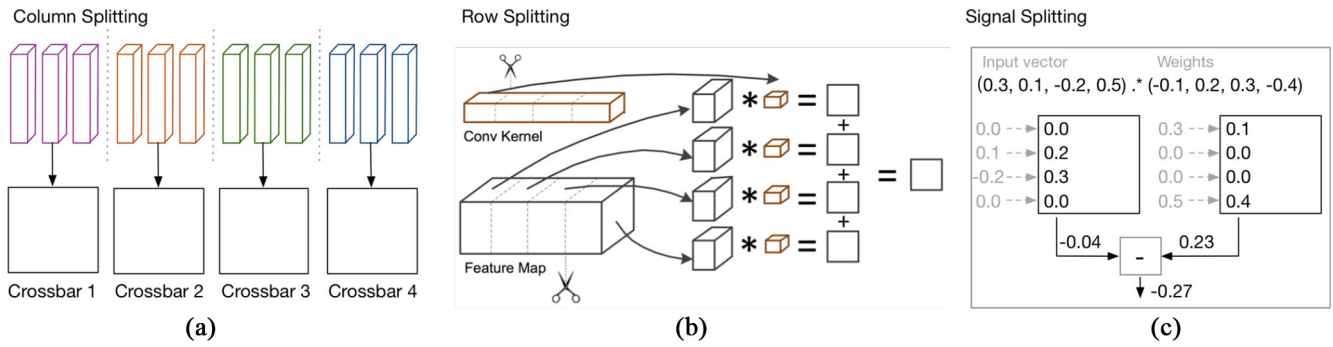 Column Splitting
Crossbar 1
Crossbar 2
Crossbar 3
Crossbar 4
(a)
Row Splitting
Conv Kernel
Feature Map
* =
+
* =
+
* =
+
* =
=
(b)
Signal Splitting
Input vector Weights
(0.3, 0.1, -0.2, 0.5) .* (-0.1, 0.2, 0.3, -0.4)
0.0 0.0 0.3 0.1
0.1 0.2 0.0 0.0
-0.2 0.3 0.0 0.0
0.0 0.0 0.5 0.4
-0.04 - 0.23
-0.27
(c)